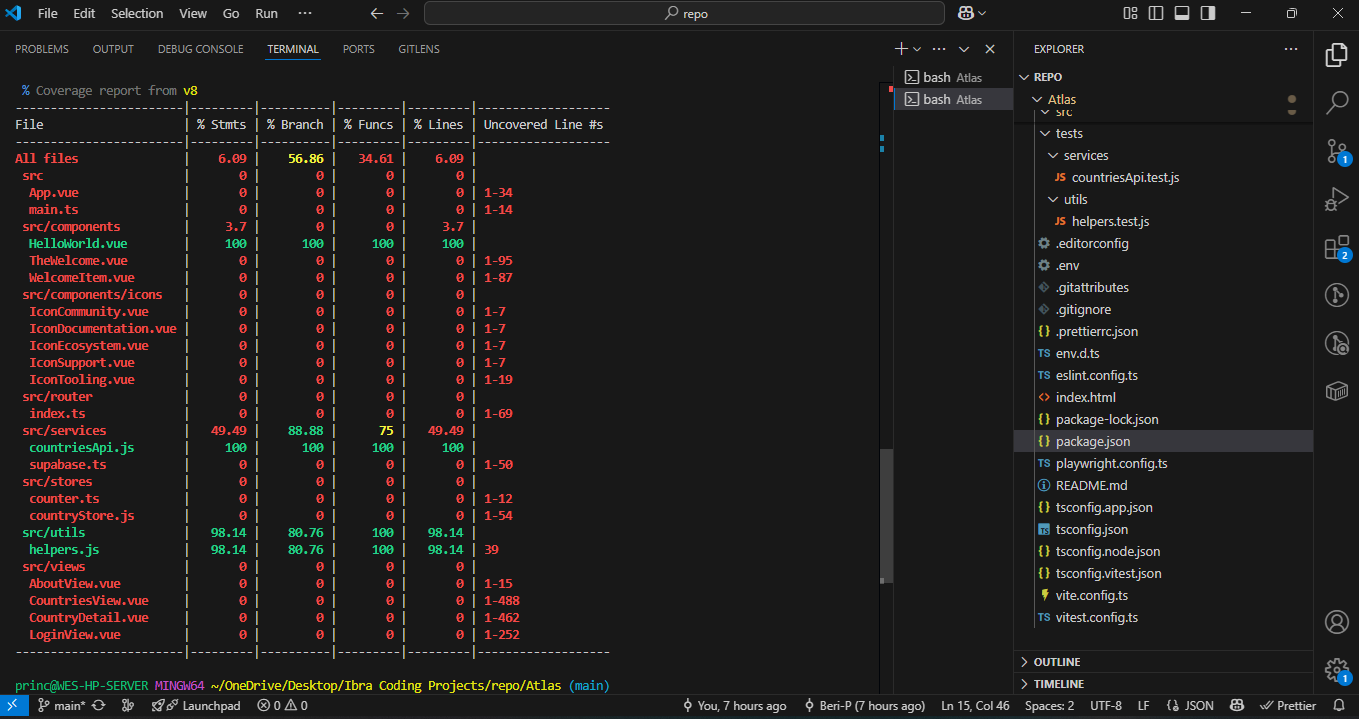 File Edit Selection View Go Run ··· repo
PROBLEMS OUTPUT DEBUG CONSOLE TERMINAL PORTS GITLENS
% Coverage report from v8
-----------------------|---------|----------|---------|---------|-------------------
File | % Stmts | % Branch | % Funcs | % Lines | Uncovered Line #s
-----------------------|---------|----------|---------|---------|-------------------
All files | 6.09 | 56.86 | 34.61 | 6.09 |
src | 0 | 0 | 0 | 0 |
App.vue | 0 | 0 | 0 | 0 | 1-34
main.ts | 0 | 0 | 0 | 0 | 1-14
src/components | 3.7 | 0 | 0 | 3.7 |
HelloWorld.vue | 100 | 100 | 100 | 100 |
TheWelcome.vue | 0 | 0 | 0 | 0 | 1-95
WelcomeItem.vue | 0 | 0 | 0 | 0 | 1-87
src/components/icons | 0 | 0 | 0 | 0 |
IconCommunity.vue | 0 | 0 | 0 | 0 | 1-7
IconDocumentation.vue | 0 | 0 | 0 | 0 | 1-7
IconEcosystem.vue | 0 | 0 | 0 | 0 | 1-7
IconSupport.vue | 0 | 0 | 0 | 0 | 1-7
IconTooling.vue | 0 | 0 | 0 | 0 | 1-19
src/router | 0 | 0 | 0 | 0 |
index.ts | 0 | 0 | 0 | 0 | 1-69
src/services | 49.49 | 88.88 | 75 | 49.49 |
countriesApi.js | 100 | 100 | 100 | 100 |
supabase.ts | 0 | 0 | 0 | 0 | 1-50
src/stores | 0 | 0 | 0 | 0 |
counter.ts | 0 | 0 | 0 | 0 | 1-12
countryStore.js | 0 | 0 | 0 | 0 | 1-54
src/utils | 98.14 | 80.76 | 100 | 98.14 |
helpers.js | 98.14 | 80.76 | 100 | 98.14 | 39
src/views | 0 | 0 | 0 | 0 |
AboutView.vue | 0 | 0 | 0 | 0 | 1-15
CountriesView.vue | 0 | 0 | 0 | 0 | 1-488
CountryDetail.vue | 0 | 0 | 0 | 0 | 1-462
LoginView.vue | 0 | 0 | 0 | 0 | 1-252
-----------------------|---------|----------|---------|---------|-------------------
princ@WES-HP-SERVER MINGW64 ~/OneDrive/Desktop/Ibra Coding Projects/repo/Atlas (main)
bash Atlas
bash Atlas
EXPLORER
REPO
Atlas
src
tests
services
JS countriesApi.test.js
utils
JS helpers.test.js
.editorconfig
.env
.gitattributes
.gitignore
{} .prettierrc.json
TS env.d.ts
TS eslint.config.ts
<> index.html
{} package-lock.json
{} package.json
TS playwright.config.ts
README.md
{} tsconfig.app.json
TS tsconfig.json
{} tsconfig.node.json
{} tsconfig.vitest.json
vite.config.ts
TS vitest.config.ts
OUTLINE
TIMELINE
1
2
1
main* Launchpad 0 0 You, 7 hours ago Beri-P (7 hours ago) Ln 15, Col 46 Spaces: 2 UTF-8 LF {} JSON Prettier